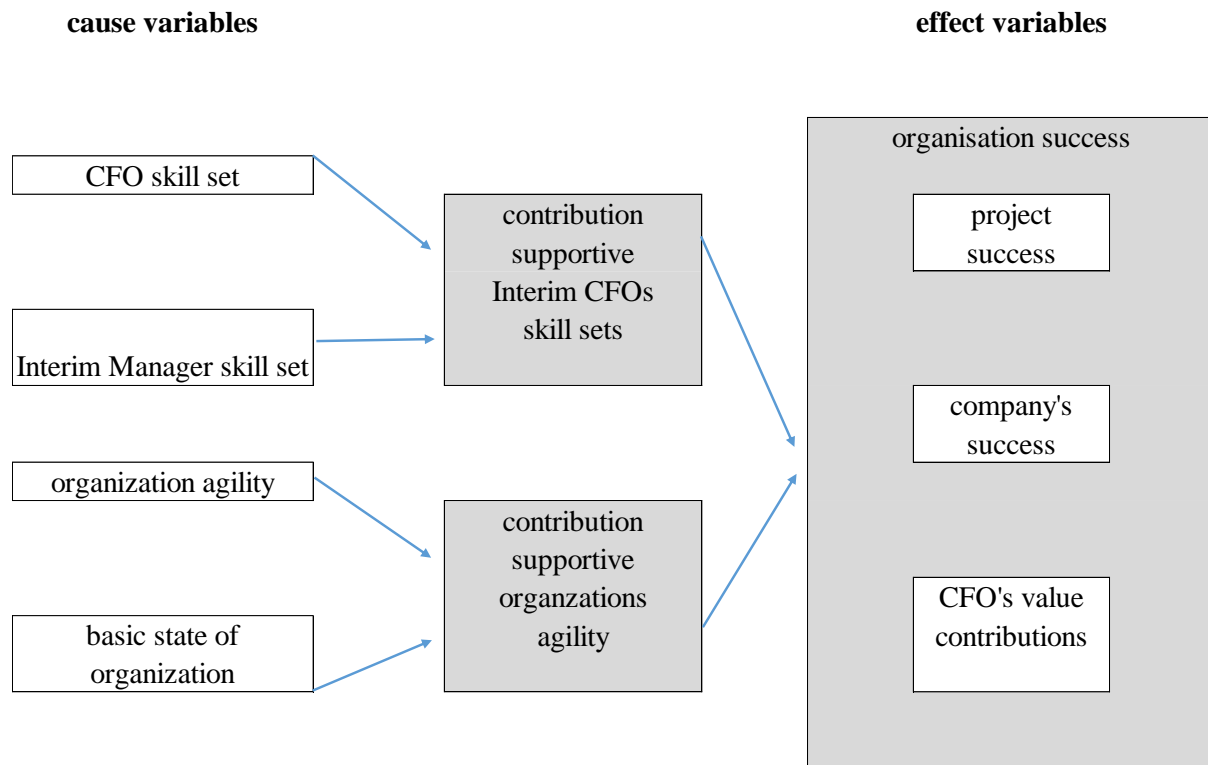 cause variables
effect variables
CFO skill set
Interim Manager skill set
organization agility
basic state of
organization
contribution
supportive
Interim CFOs
skill sets
contribution
supportive
organzations
agility
organisation success
project
success
company's
success
CFO's value
contributions